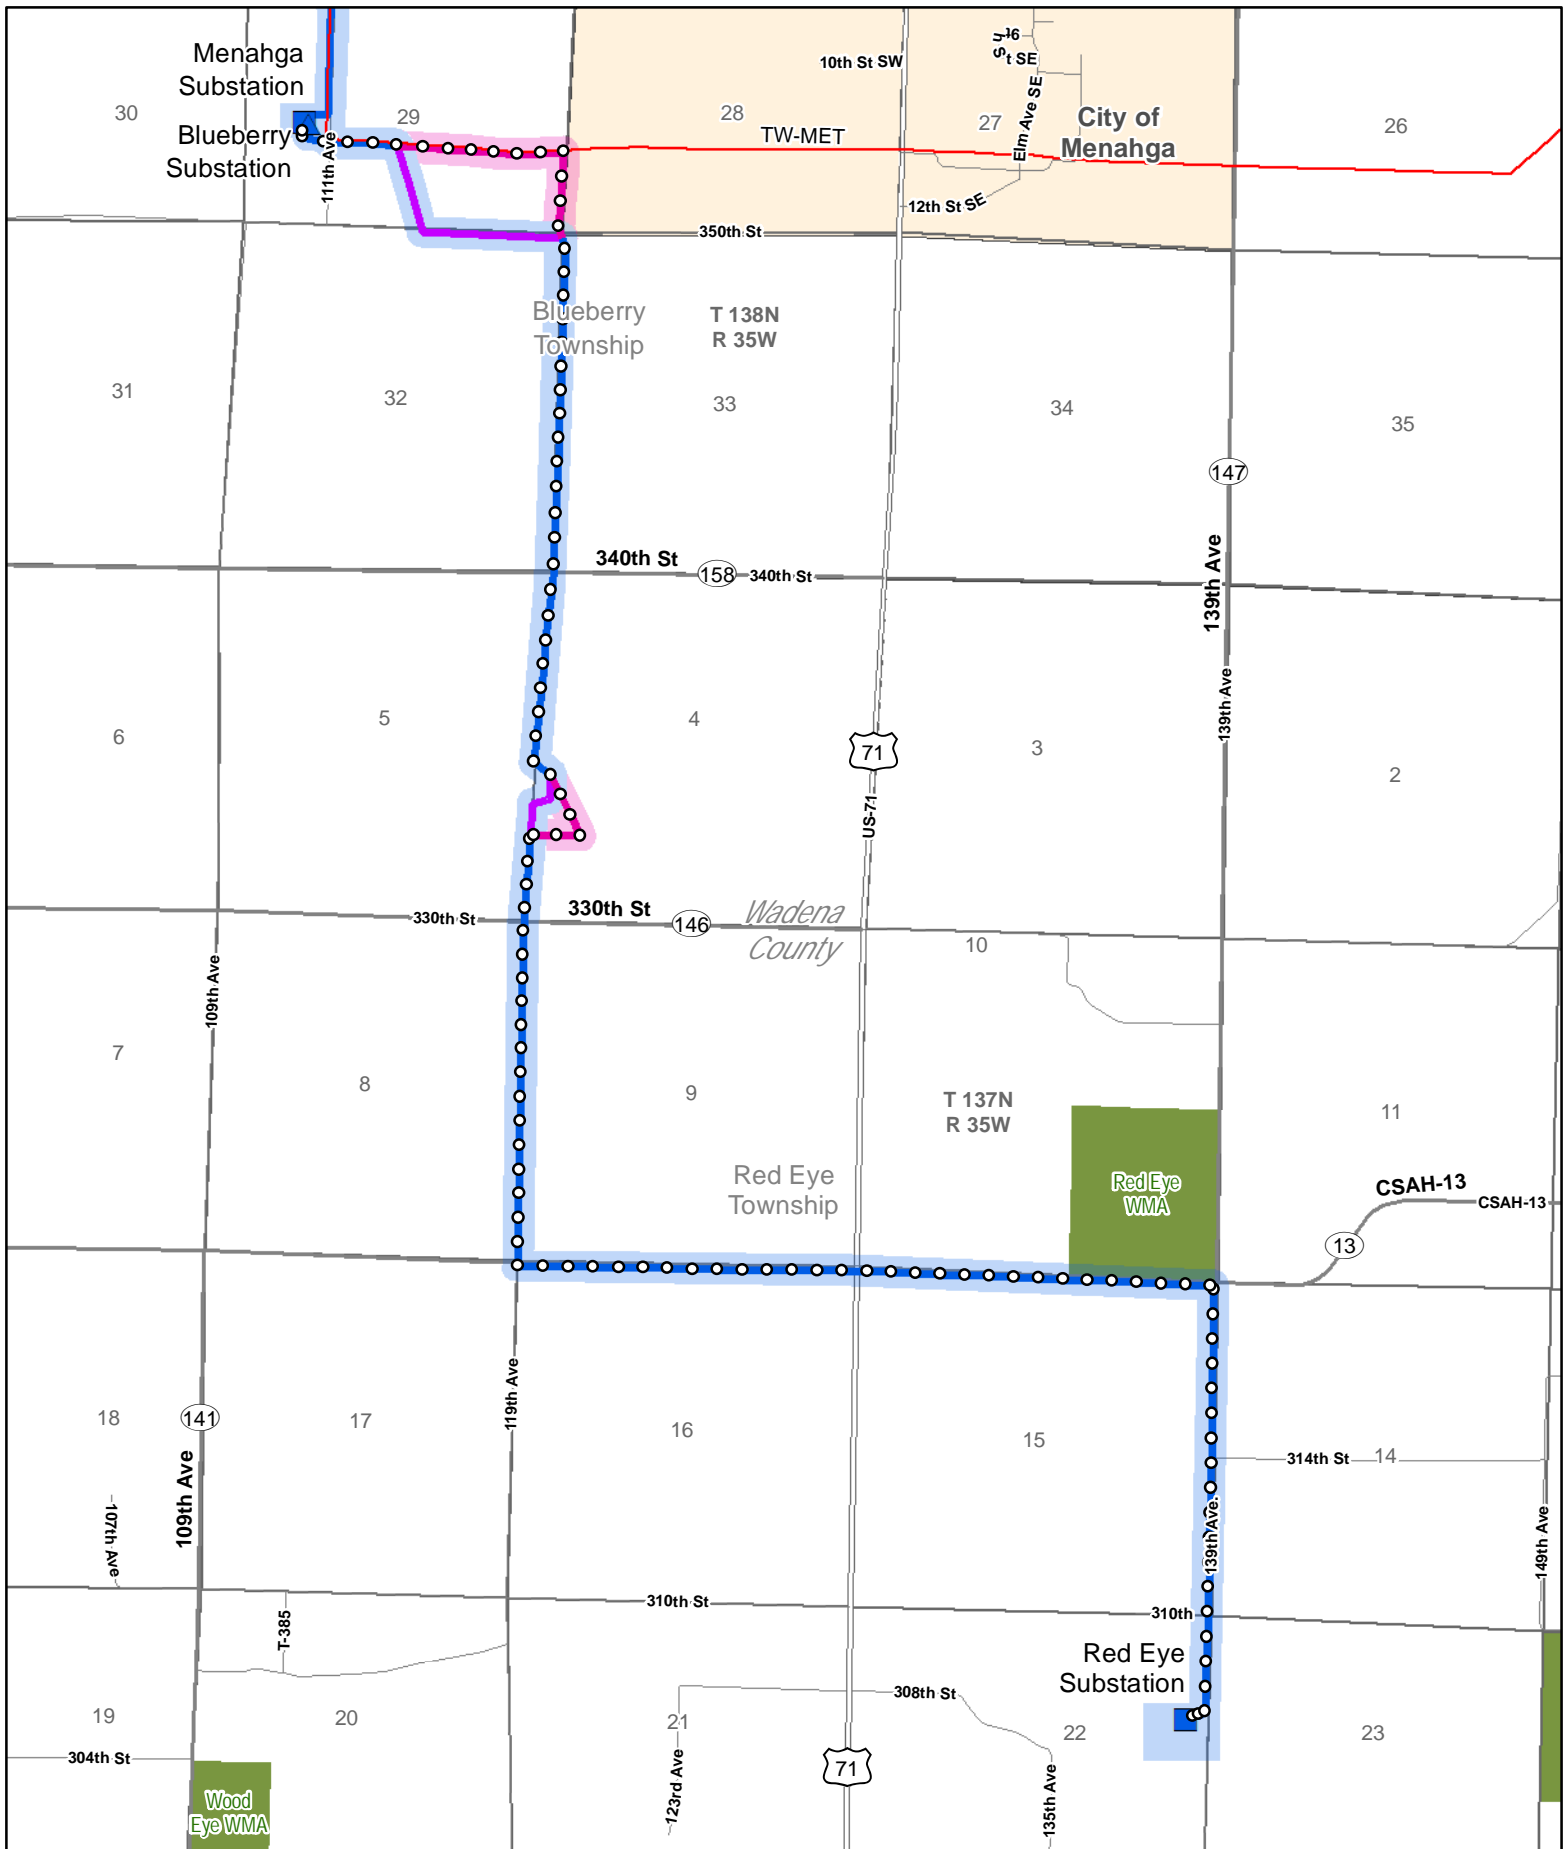 Menahga
Substation
Blueberry
Substation
30
29
28
27
26
10th St SW
t SE
Elm Ave SE
City of
Menahga
TW-MET
111th Ave
12th St SE
350th St
Blueberry
Township
T 138N
R 35W
31
32
33
34
35
147
340th St
158
340th St
139th Ave
139th Ave
6
5
4
3
2
71
US-71
330th St
330th St
146
Wadena
County
10
109th Ave
7
8
9
T 137N
R 35W
11
Red Eye
Township
Red Eye
WMA
CSAH-13
CSAH-13
13
119th Ave
18
141
17
16
15
314th St
14
109th Ave
107th Ave
139th Ave
149th Ave
310th St
310th
T-385
Red Eye
Substation
308th St
19
20
21
22
23
304th St
123rd Ave
71
135th Ave
Wood
Eye WMA